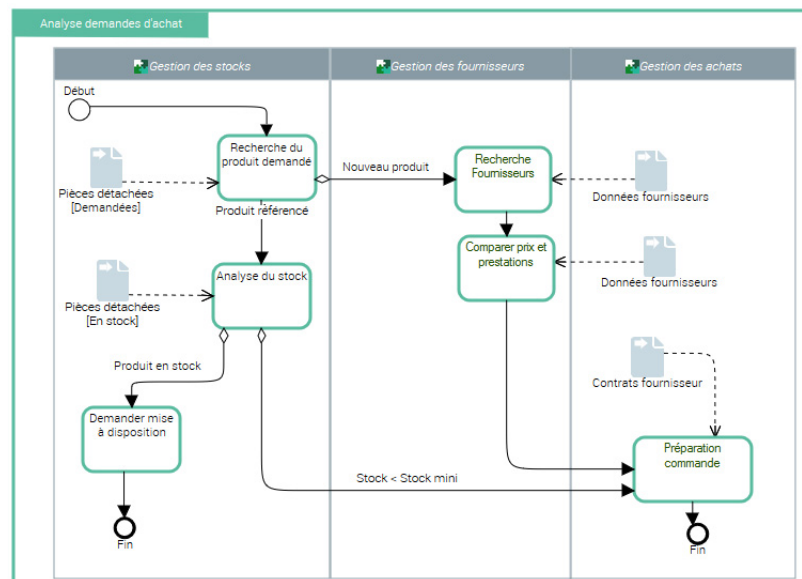 Analyse demandes d'achat
Gestion des stocks
Gestion des fournisseurs
Gestion des achats
Début
Recherche du
produit demandé
Nouveau produit
Recherche
Fournisseurs
Pièces détachées
[Demandées]
Données fournisseurs
Produit référencé
Comparer prix et
prestations
Analyse du stock
Données fournisseurs
Pièces détachées
[En stock]
Produit en stock
Contrats fournisseur
Demander mise
à disposition
Préparation
commande
Stock < Stock mini
Fin
Fin